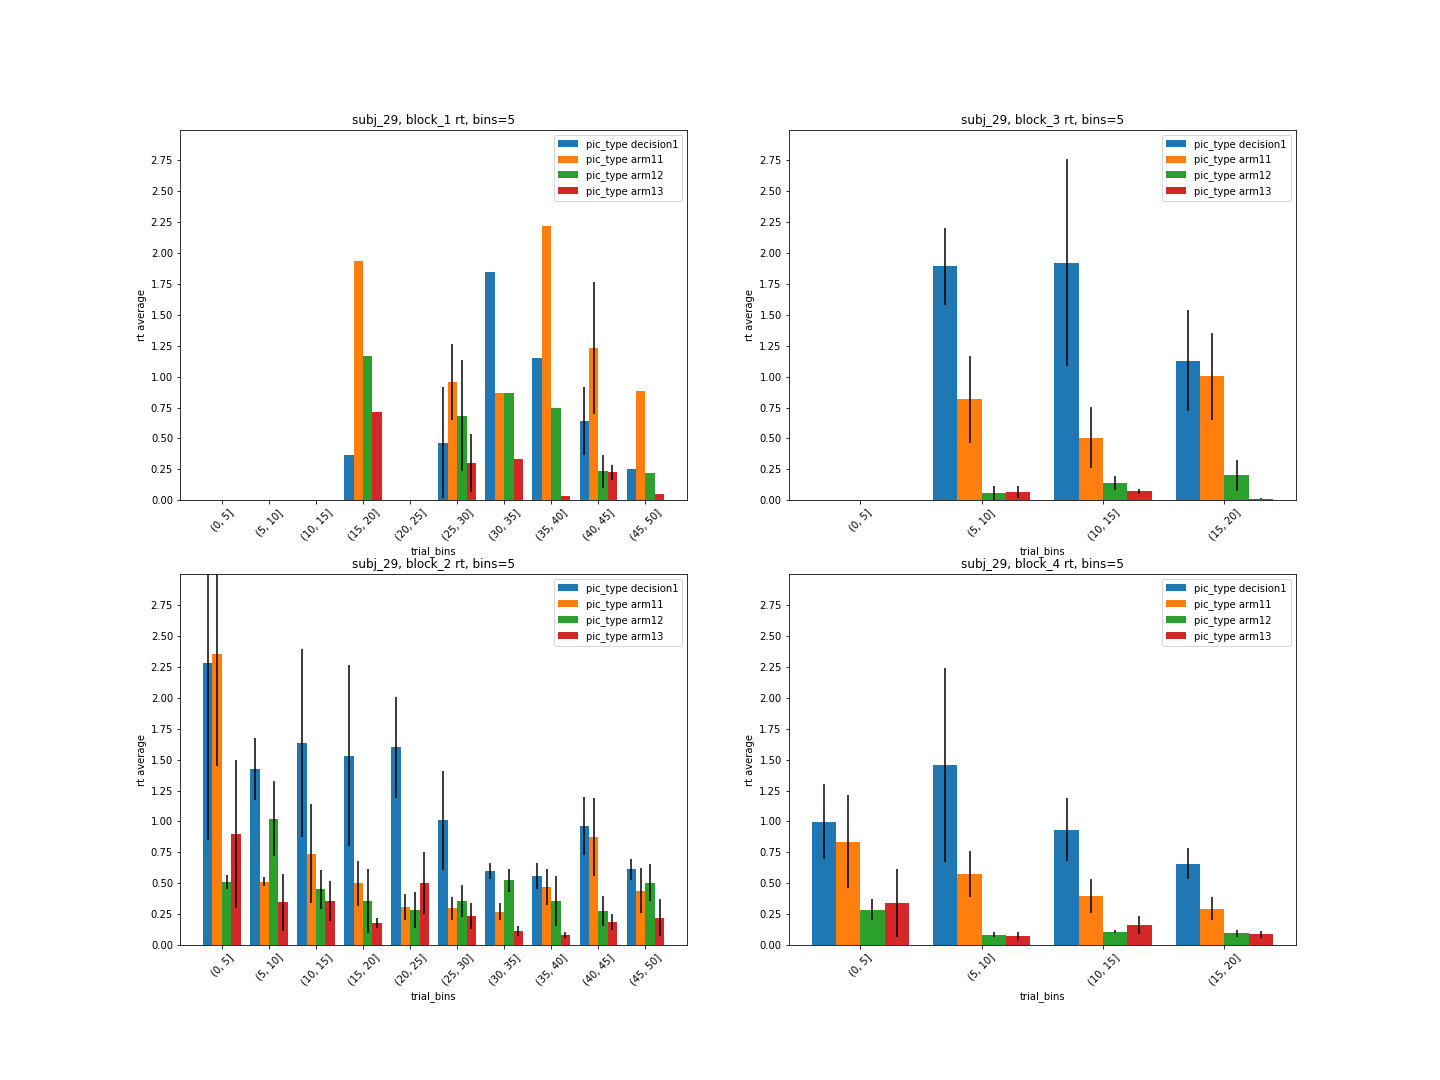 subj_29, block_1 rt, bins=5
pic_type decision1
pic_type arm11
pic_type arm12
pic_type arm13
2.75
2.50
2.25
2.00
1.75
1.50
1.25
1.00
0.75
0.50
0.25
0.00
rt average
(0, 5]
(5, 10]
(10, 15]
(15, 20]
(20, 25]
(25, 30]
(30, 35]
(35, 40]
(40, 45]
(45, 50]
trial_bins
subj_29, block_3 rt, bins=5
pic_type decision1
pic_type arm11
pic_type arm12
pic_type arm13
2.75
2.50
2.25
2.00
1.75
1.50
1.25
1.00
0.75
0.50
0.25
0.00
rt average
(0, 5]
(5, 10]
(10, 15]
(15, 20]
trial_bins
subj_29, block_2 rt, bins=5
pic_type decision1
pic_type arm11
pic_type arm12
pic_type arm13
2.75
2.50
2.25
2.00
1.75
1.50
1.25
1.00
0.75
0.50
0.25
0.00
rt average
(0, 5]
(5, 10]
(10, 15]
(15, 20]
(20, 25]
(25, 30]
(30, 35]
(35, 40]
(40, 45]
(45, 50]
trial_bins
subj_29, block_4 rt, bins=5
pic_type decision1
pic_type arm11
pic_type arm12
pic_type arm13
2.75
2.50
2.25
2.00
1.75
1.50
1.25
1.00
0.75
0.50
0.25
0.00
rt average
(0, 5]
(5, 10]
(10, 15]
(15, 20]
trial_bins